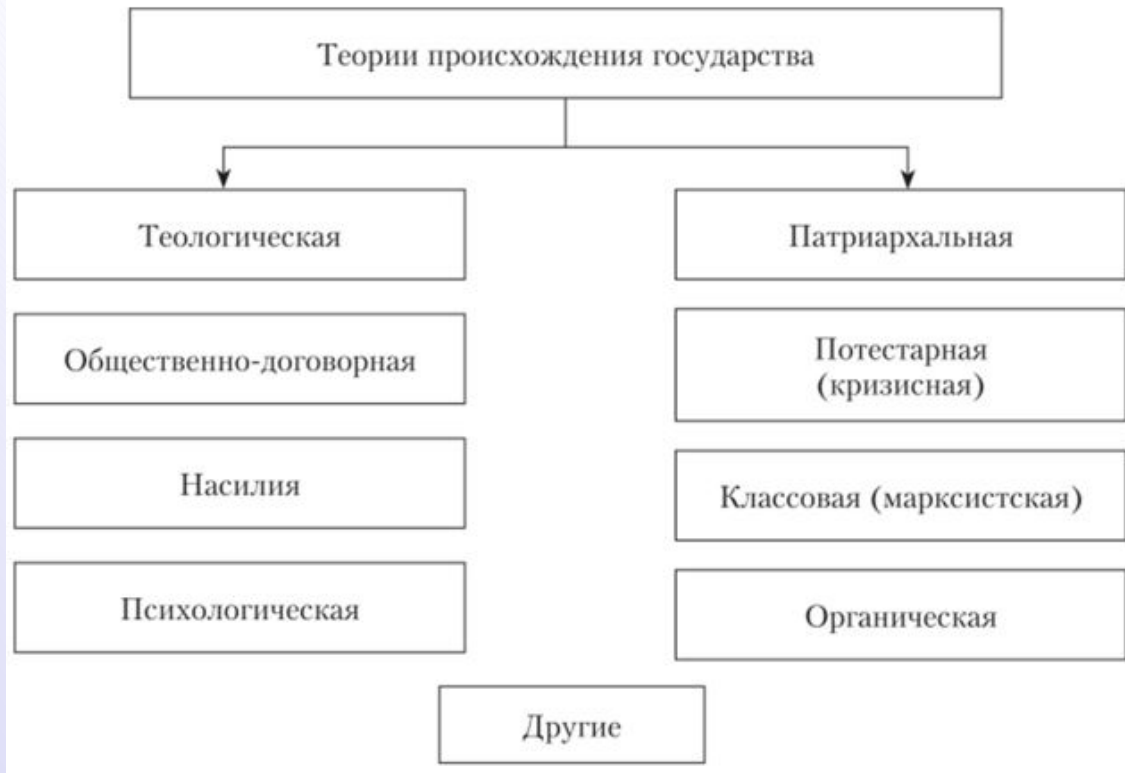 Теории происхождения государства
Теологическая
Патриархальная
Общественно-договорная
Потестарная
(кризисная)
Насилия
Классовая (марксистская)
Психологическая
Органическая
Другие